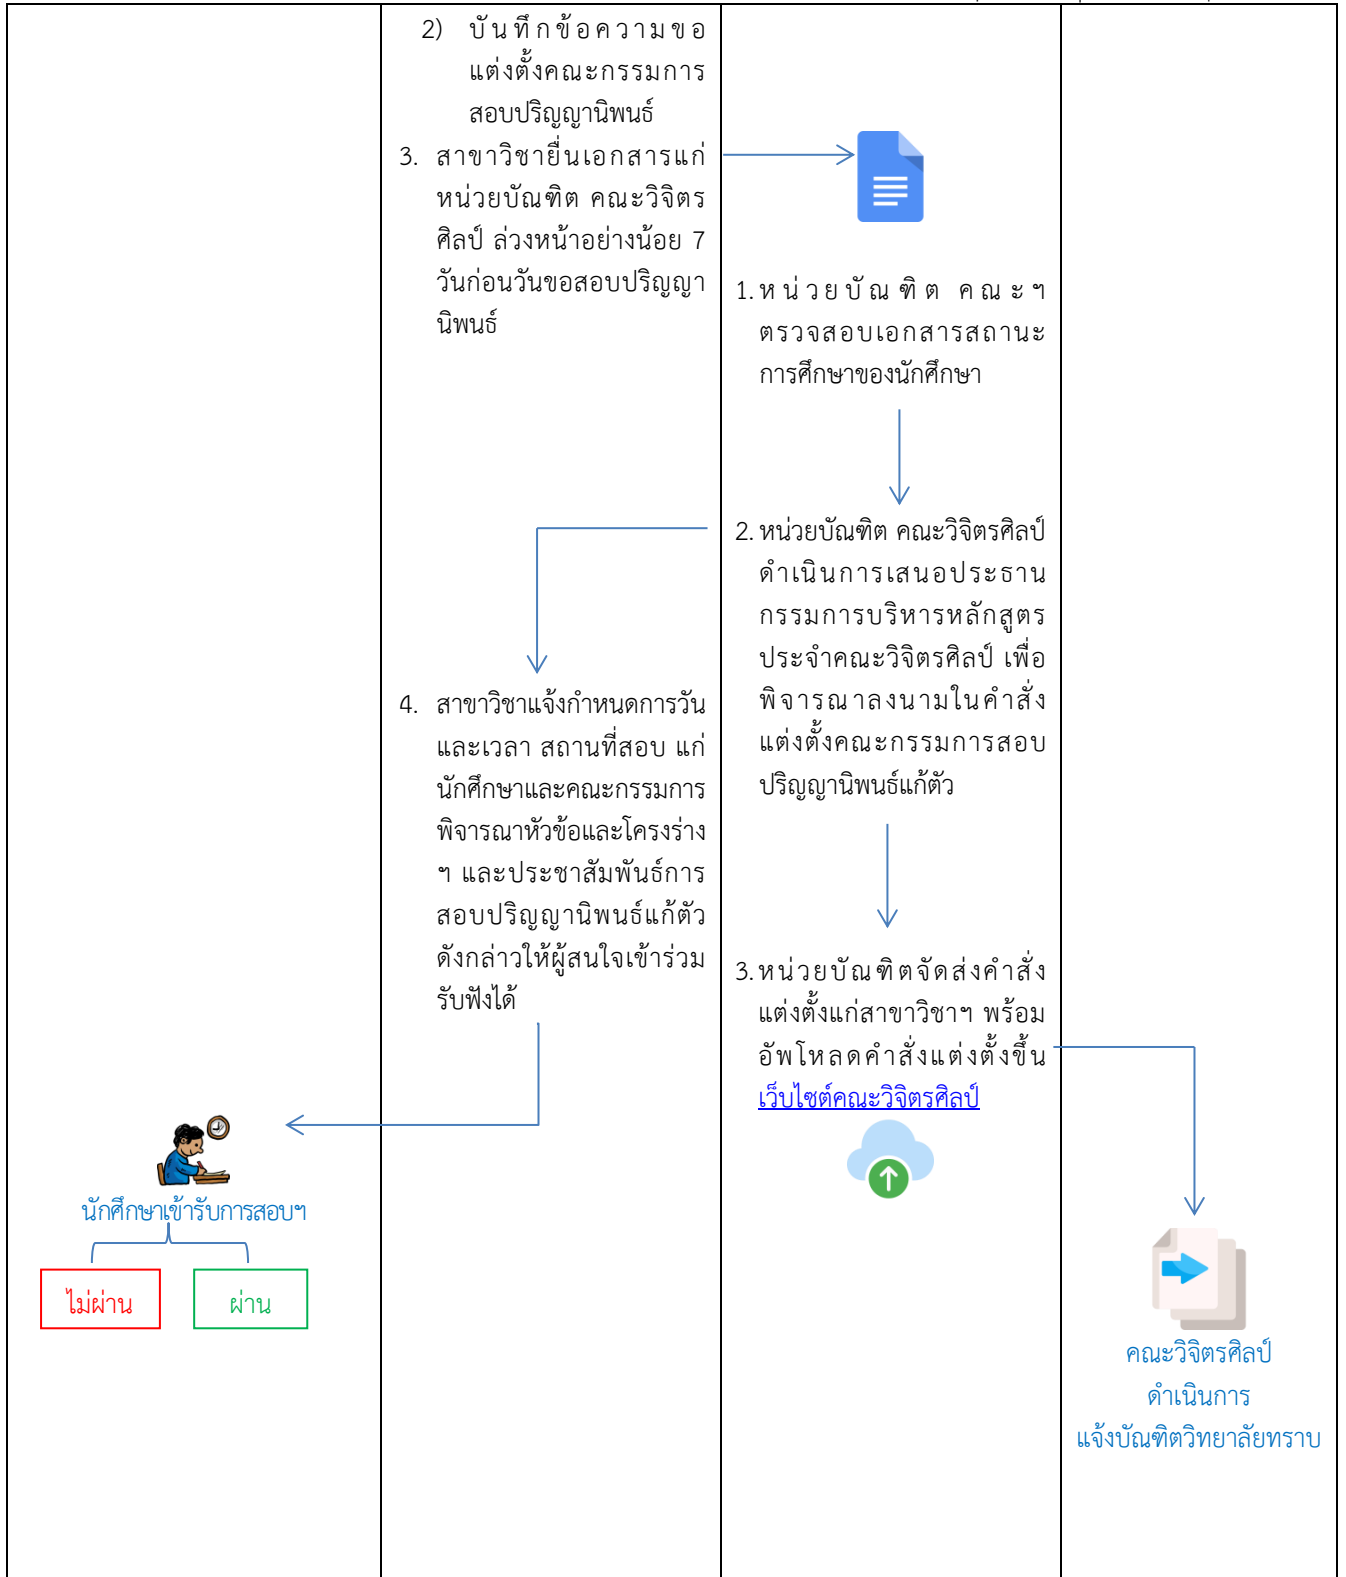 2) บันทึกข้อความขอ
แต่งตั้งคณะกรรมการ
สอบปริญญานิพนธ์
3. สาขาวิชายื่นเอกสารแก่
หน่วยบัณฑิต คณะวิจิตร
ศิลป์ ล่วงหน้าอย่างน้อย 7
วันก่อนวันขอสอบปริญญา
นิพนธ์
4. สาขาวิชาแจ้งกำหนดการวัน
และเวลา สถานที่สอบ แก่
นักศึกษาและคณะกรรมการ
พิจารณาหัวข้อและโครงร่าง
ฯ และประชาสัมพันธ์การ
สอบปริญญานิพนธ์แก้ตัว
ดังกล่าวให้ผู้สนใจเข้าร่วม
รับฟังได้
1. หน่วยบัณฑิต คณะฯ
ตรวจสอบเอกสารสถานะ
การศึกษาของนักศึกษา
2. หน่วยบัณฑิต คณะวิจิตรศิลป์
ดำเนินการเสนอประธาน
กรรมการบริหารหลักสูตร
ประจำคณะวิจิตรศิลป์ เพื่อ
พิจารณาลงนามในคำสั่ง
แต่งตั้งคณะกรรมการสอบ
ปริญญานิพนธ์แก้ตัว
3. หน่วยบัณฑิตจัดส่งคำสั่ง
แต่งตั้งแก่สาขาวิชาฯ พร้อม
อัพโหลดคำสั่งแต่งตั้งขึ้น
เว็บไซต์คณะวิจิตรศิลป์
นักศึกษาเข้ารับการสอบฯ
ไม่ผ่าน
ผ่าน
คณะวิจิตรศิลป์
ดำเนินการ
แจ้งบัณฑิตวิทยาลัยทราบ